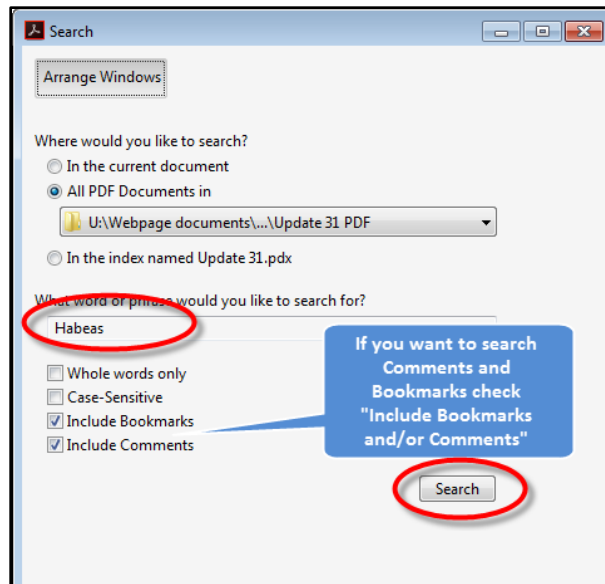 Search
Arrange Windows
Where would you like to search?
In the current document
All PDF Documents in
U:\Webpage documents\...\Update 31 PDF
In the index named Update 31.pdx
What word or phrase would you like to search for?
Habeas
If you want to search
Comments and
Bookmarks check
"Include Bookmarks
and/or Comments"
Whole words only
Case-Sensitive
Include Bookmarks
Include Comments
Search